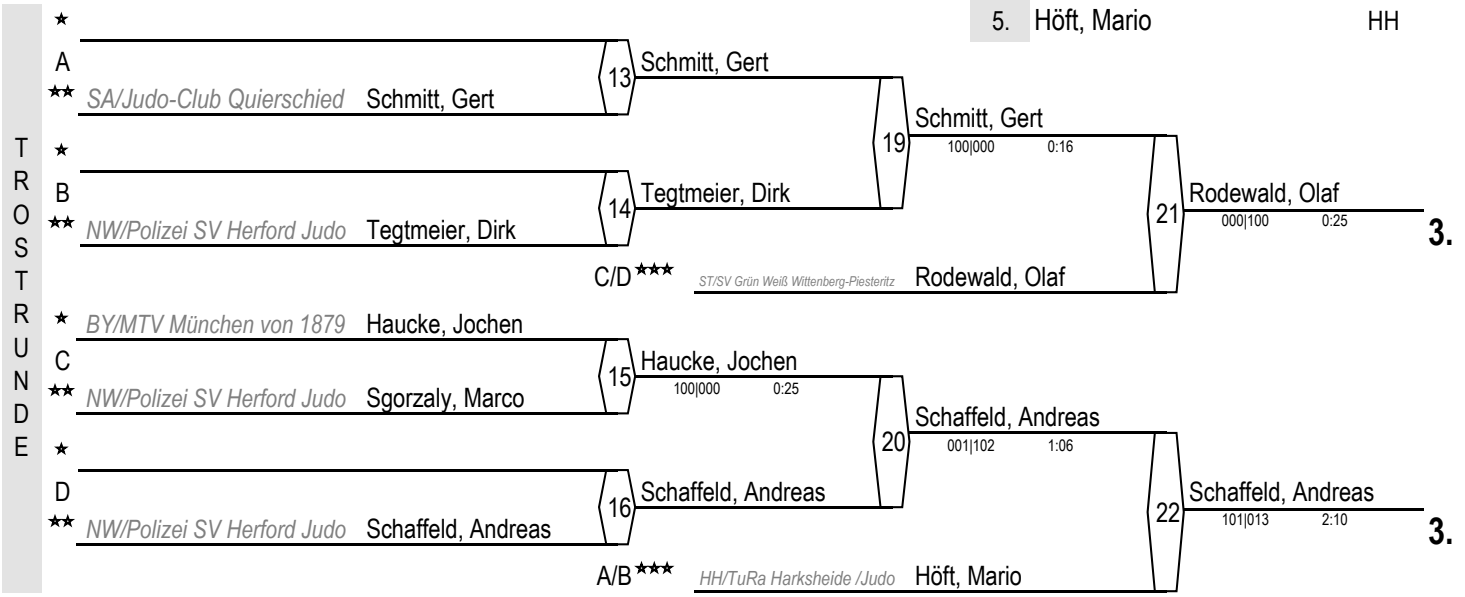 ★
5. Höft, Mario HH
A
13 Schmitt, Gert
★★ SA/Judo-Club Quierschied Schmitt, Gert
Schmitt, Gert
19 100|000 0:16
TROSTRUNDE
★
B
Tegtmeier, Dirk
14
★★ NW/Polizei SV Herford Judo Tegtmeier, Dirk
Rodewald, Olaf
21 000|100 0:25
3.
C/D ★★★ ST/SV Grün Weiß Wittenberg-Piesteritz Rodewald, Olaf
★ BY/MTV München von 1879 Haucke, Jochen
C
Haucke, Jochen
15 100|000 0:25
★★ NW/Polizei SV Herford Judo Sgorzaly, Marco
Schaffeld, Andreas
20 001|102 1:06
★
D
16 Schaffeld, Andreas
★★ NW/Polizei SV Herford Judo Schaffeld, Andreas
Schaffeld, Andreas
22 101|013 2:10
3.
A/B ★★★ HH/TuRa Harksheide /Judo Höft, Mario